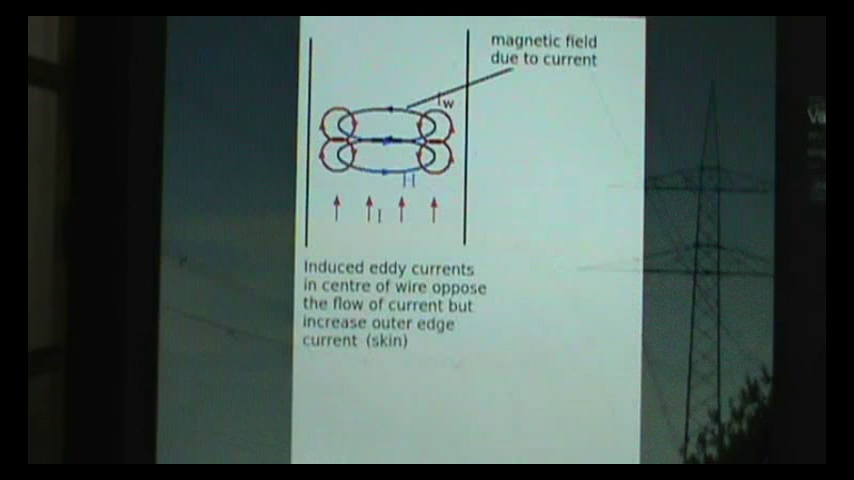 magnetic field
due to current
Iw
H
I
Induced eddy currents
in centre of wire oppose
the flow of current but
increase outer edge
current (skin)